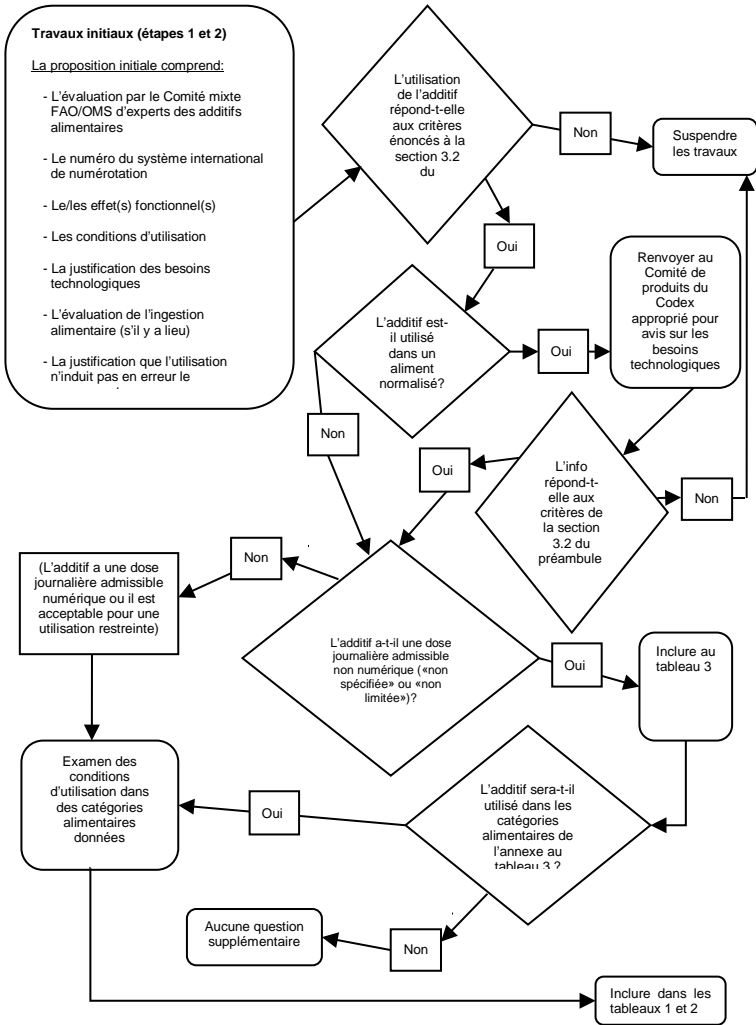 Travaux initiaux (étapes 1 et 2)
La proposition initiale comprend:
- L'évaluation par le Comité mixte
FAO/OMS d'experts des additifs
alimentaires
- Le numéro du système international
de numérotation
- Le/les effet(s) fonctionnel(s)
- Les conditions d'utilisation
- La justification des besoins
technologiques
- L'évaluation de l'ingestion
alimentaire (s'il y a lieu)
- La justification que l'utilisation
n'induit pas en erreur le
L'utilisation
de l'additif
répond-t-elle
aux critères
énoncés à la
section 3.2
du
Non
Suspendre
les travaux
Oui
L'additif est-
il utilisé
dans un
aliment
normalisé?
Oui
Renvoyer au
Comité de
produits du
Codex
approprié pour
avis sur les
besoins
technologiques
Non
Oui
L'info
répond-t-
elle aux
critères de
la section
3.2 du
préambule
Non
Non
(L'additif a une dose
journalière admissible
numérique ou il est
acceptable pour une
utilisation restreinte)
L'additif a-t-il une dose
journalière admissible
non numérique («non
spécifiée» ou «non
limitée»)?
Oui
Inclure au
tableau 3
Examen des
conditions
d'utilisation dans
des catégories
alimentaires
données
Oui
L'additif sera-t-il
utilisé dans les
catégories
alimentaires de
l'annexe au
tableau 3 ?
Aucune question
supplémentaire
Non
Inclure dans les
tableaux 1 et 2